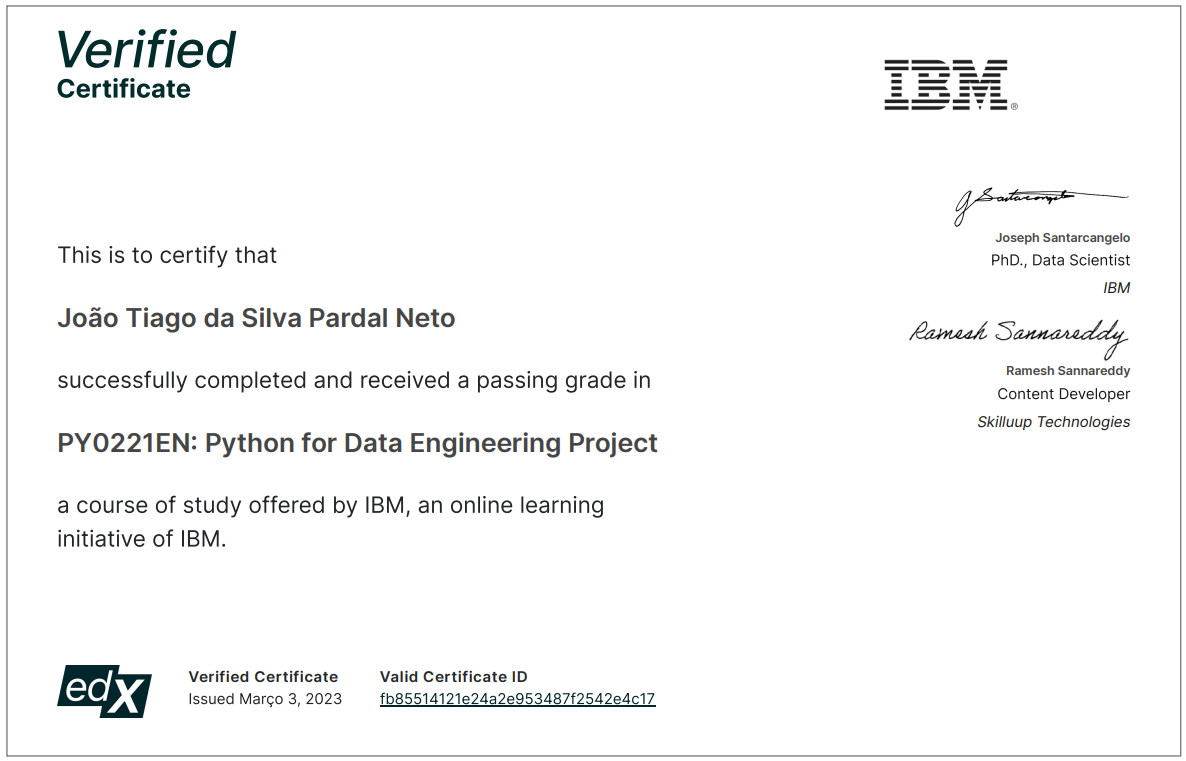 Verified
Certificate
IBM®
This is to certify that
João Tiago da Silva Pardal Neto
successfully completed and received a passing grade in
PY0221EN: Python for Data Engineering Project
a course of study offered by IBM, an online learning
initiative of IBM.
J Santarcangelo
Joseph Santarcangelo
PhD., Data Scientist
IBM
Ramesh Sannareddy
Ramesh Sannareddy
Content Developer
Skilluup Technologies
edX
Verified Certificate
Issued Março 3, 2023
Valid Certificate ID
fb85514121e24a2e953487f2542e4c17